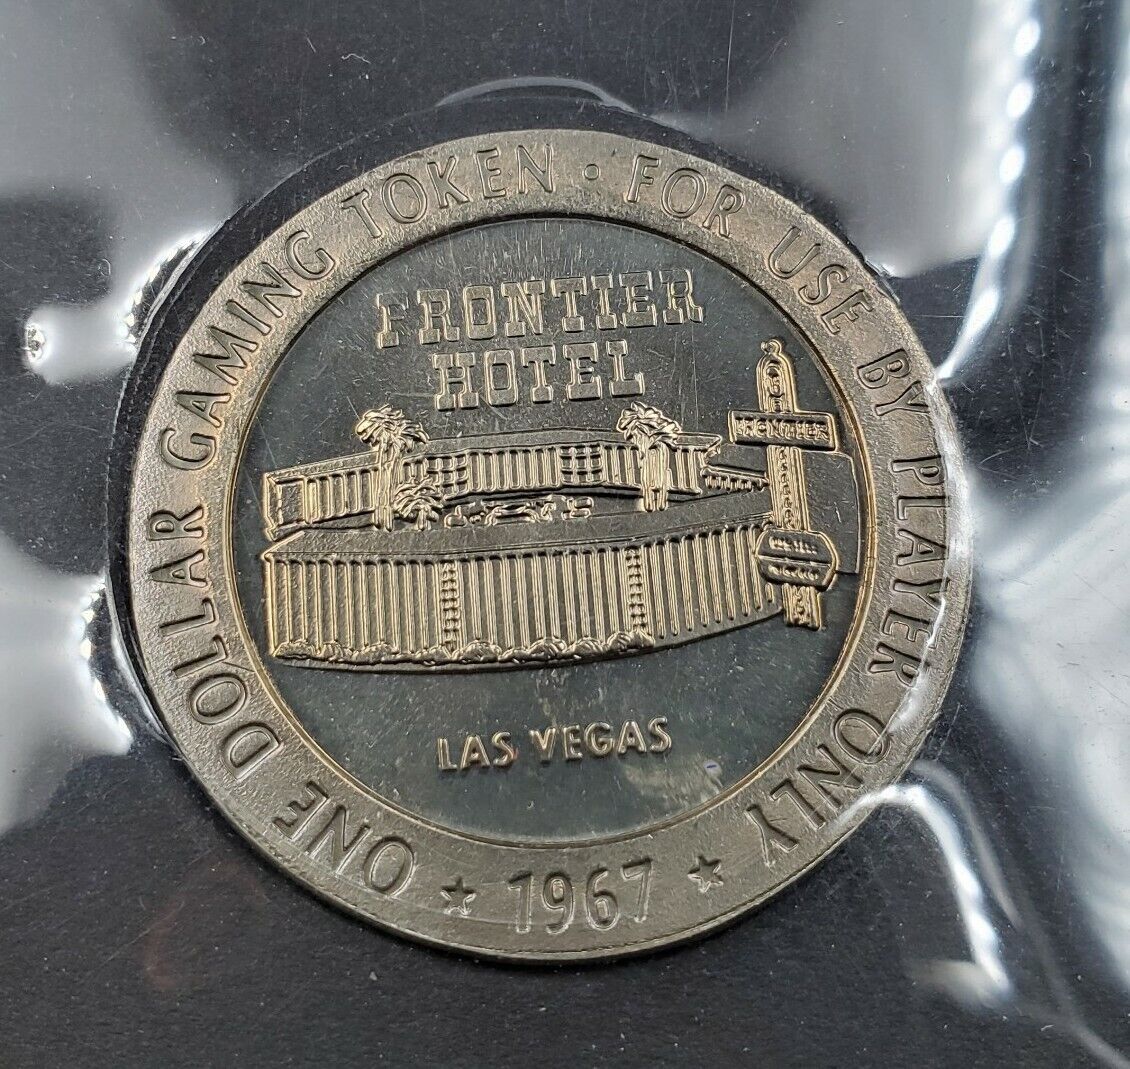 ONE DOLLAR GAMING TOKEN · FOR USE BY PLAYER ONLY
FRONTIER
HOTEL
FRONTIER
LAS VEGAS
★ 1967 ★